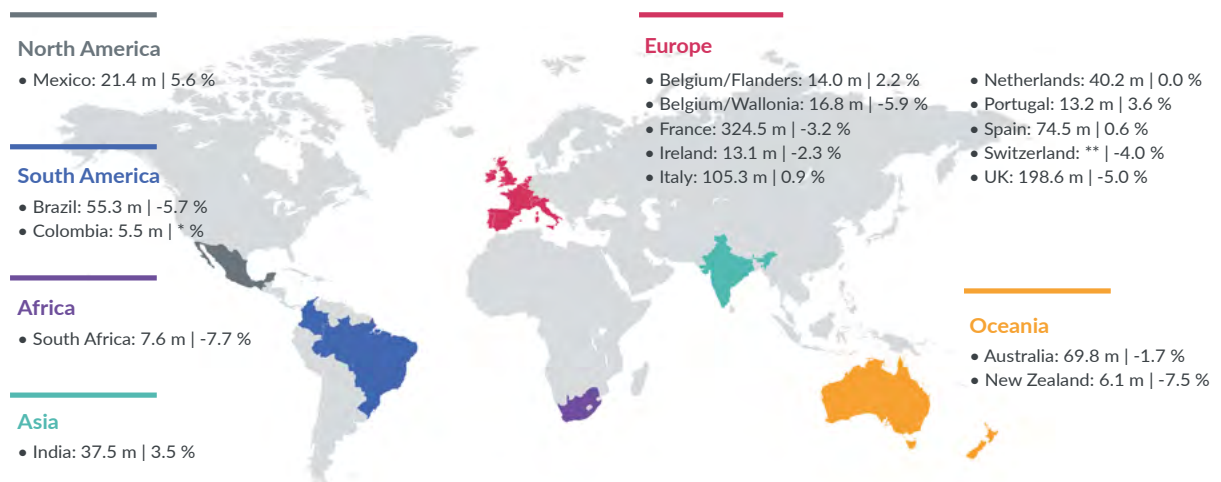 North America
• Mexico: 21.4 m | 5.6 %
South America
• Brazil: 55.3 m | -5.7 %
• Colombia: 5.5 m | * %
Africa
• South Africa: 7.6 m | -7.7 %
Asia
• India: 37.5 m | 3.5 %
Europe
• Belgium/Flanders: 14.0 m | 2.2 %
• Belgium/Wallonia: 16.8 m | -5.9 %
• France: 324.5 m | -3.2 %
• Ireland: 13.1 m | -2.3 %
• Italy: 105.3 m | 0.9 %
• Netherlands: 40.2 m | 0.0 %
• Portugal: 13.2 m | 3.6 %
• Spain: 74.5 m | 0.6 %
• Switzerland: ** | -4.0 %
• UK: 198.6 m | -5.0 %
Oceania
• Australia: 69.8 m | -1.7 %
• New Zealand: 6.1 m | -7.5 %